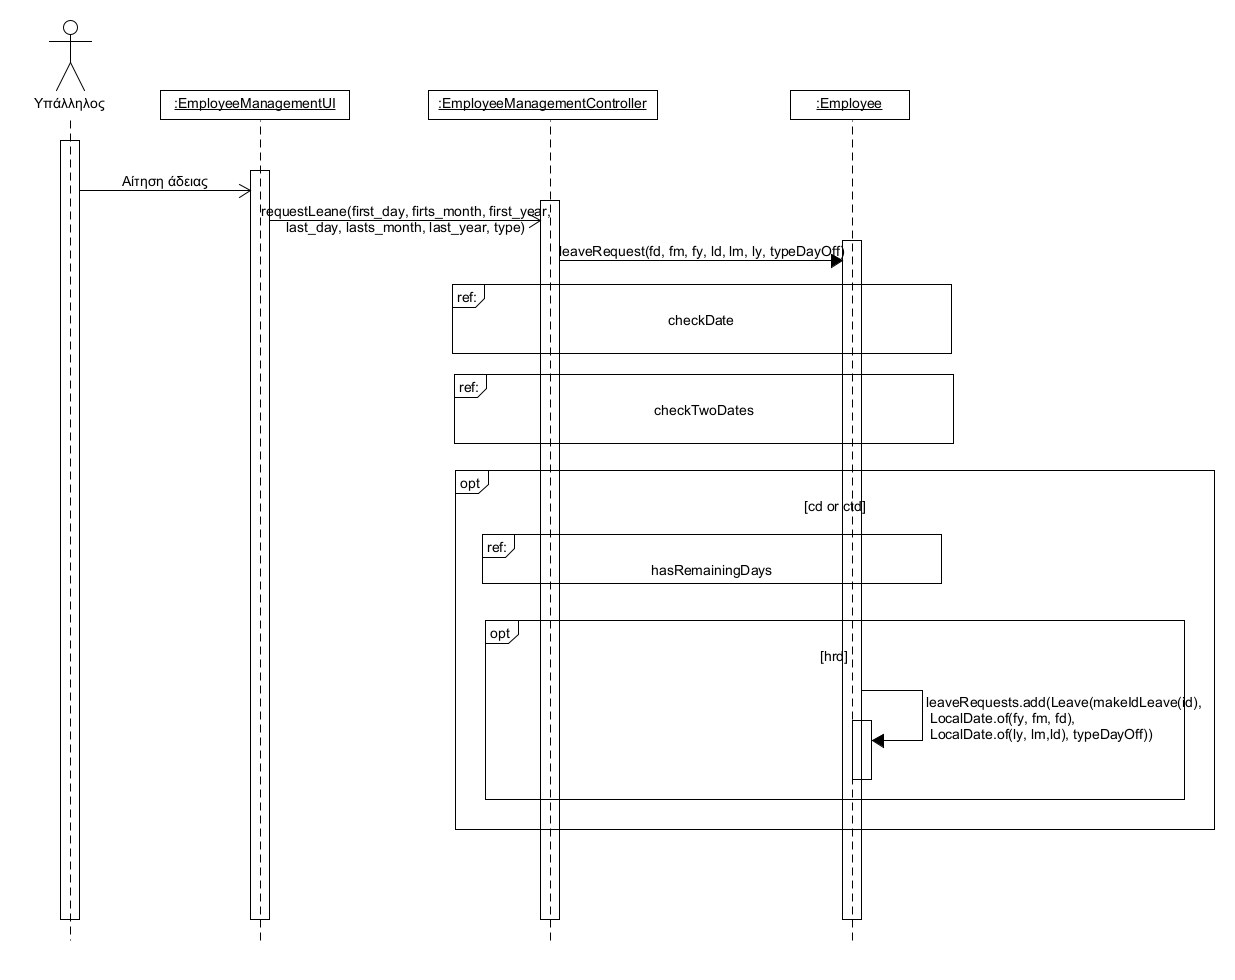 Υπάλληλος
:EmployeeManagementUI
:EmployeeManagementController
:Employee
Αίτηση άδειας
requestLeane(first_day, firts_month, first_year,
last_day, lasts_month, last_year, type)
leaveRequest(fd, fm, fy, ld, lm, ly, typeDayOff)
ref:
checkDate
ref:
checkTwoDates
opt
[cd or ctd]
ref:
hasRemainingDays
opt
[hrd]
leaveRequests.add(Leave(makeIdLeave(id),
LocalDate.of(fy, fm, fd),
LocalDate.of(ly, lm,ld), typeDayOff))